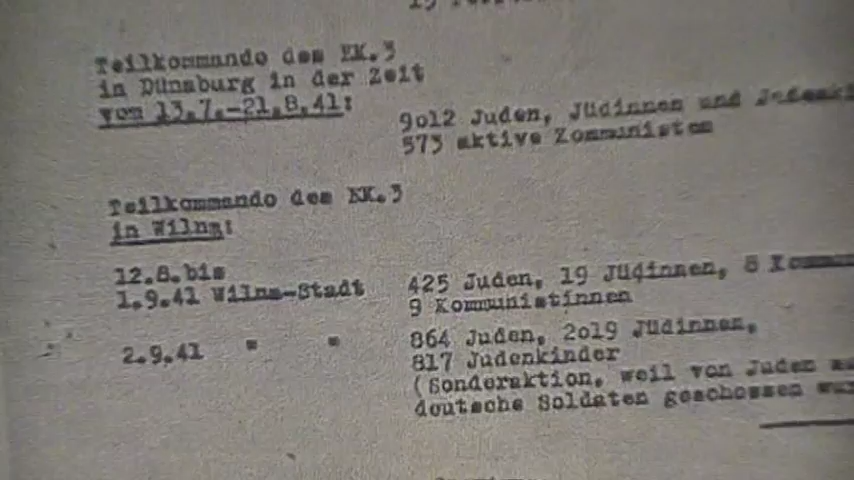 Teilkommando des EK.3
in Dünaburg in der Zeit
vom 13.7.-21.8.41:
9o12 Juden, Jüdinnen und
573 aktive Zommunisten
Teilkommando des EK.3
in Wilna:
12.8.bis
1.9.41 Wilna-Stadt
425 Juden, 19 Jüdinnen, 8
9 Kommunistinnen
2.9.41 " "
864 Juden, 2o19 Jüdinnen,
817 Judenkinder
(Sonderaktion, weil von Juden
deutsche Soldaten geschossen